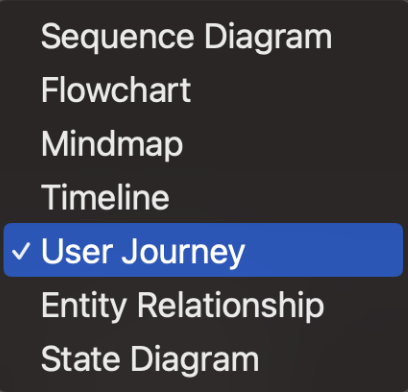 Sequence Diagram
Flowchart
Mindmap
Timeline
✓ User Journey
Entity Relationship
State Diagram